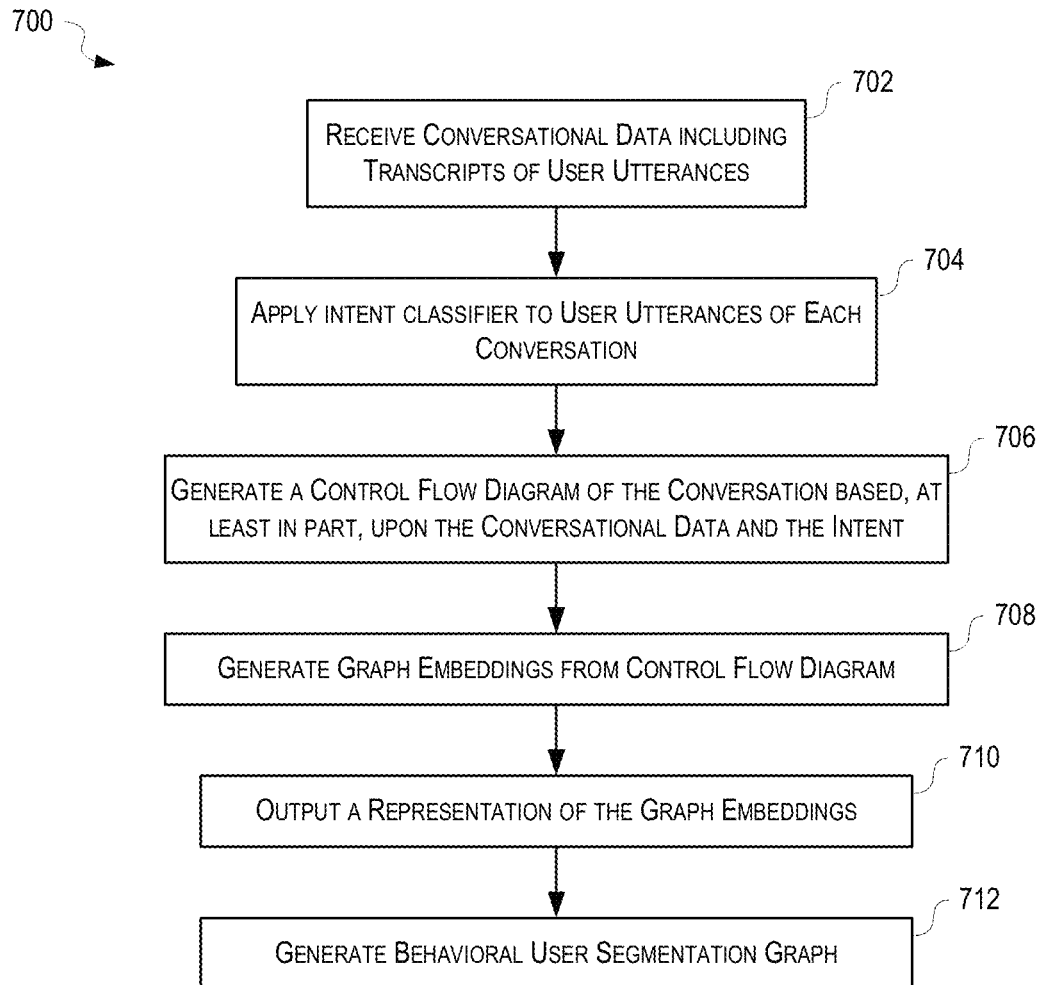 700
702
RECEIVE CONVERSATIONAL DATA INCLUDING
TRANSCRIPTS OF USER UTTERANCES
704
APPLY INTENT CLASSIFIER TO USER UTTERANCES OF EACH
CONVERSATION
706
GENERATE A CONTROL FLOW DIAGRAM OF THE CONVERSATION BASED, AT
LEAST IN PART, UPON THE CONVERSATIONAL DATA AND THE INTENT
708
GENERATE GRAPH EMBEDDINGS FROM CONTROL FLOW DIAGRAM
710
OUTPUT A REPRESENTATION OF THE GRAPH EMBEDDINGS
712
GENERATE BEHAVIORAL USER SEGMENTATION GRAPH